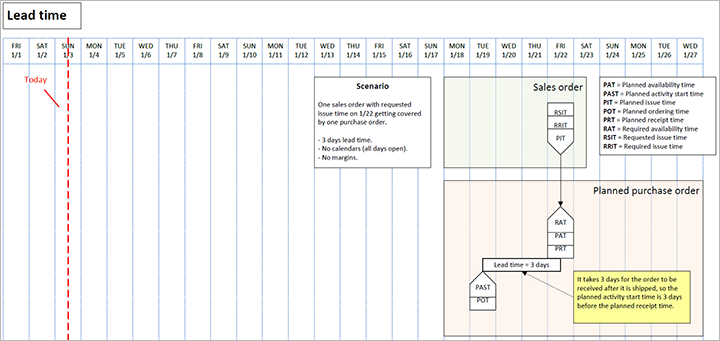 Lead time
FRI SAT SUN MON TUE WED THU FRI SAT SUN MON TUE WED THU FRI SAT SUN MON TUE WED THU FRI SAT SUN MON TUE WED
1/1 1/2 1/3 1/4 1/5 1/6 1/7 1/8 1/9 1/10 1/11 1/12 1/13 1/14 1/15 1/16 1/17 1/18 1/19 1/20 1/21 1/22 1/23 1/24 1/25 1/26 1/27
Today
Scenario
One sales order with requested
issue time on 1/22 getting covered
by one purchase order.
- 3 days lead time.
- No calendars (all days open).
- No margins.
Sales order
RSIT
RRIT
PIT
PAT = Planned availability time
PAST = Planned activity start time
PIT = Planned issue time
POT = Planned ordering time
PRT = Planned receipt time
RAT = Required availability time
RSIT = Requested issue time
RRIT = Required issue time
Planned purchase order
RAT
PAT
PRT
Lead time = 3 days
PAST
POT
It takes 3 days for the order to be
received after it is shipped, so the
planned activity start time is 3 days
before the planned receipt time.